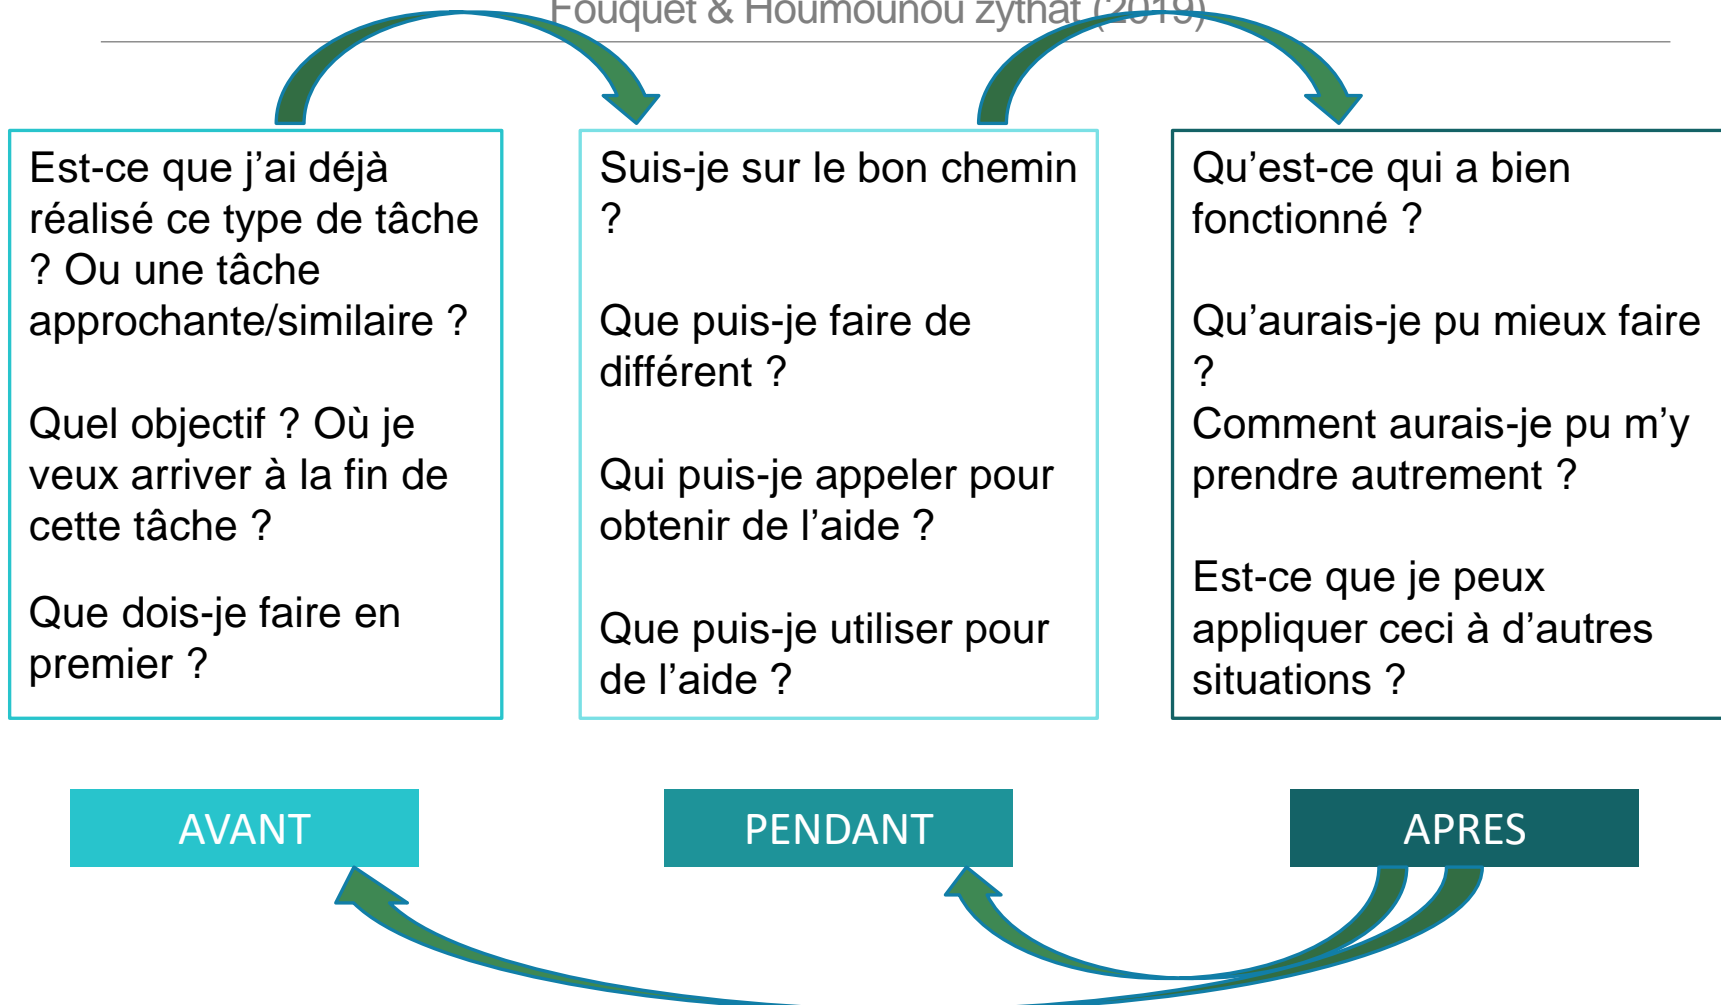 Fouquet & Houmounou zythat (2019)
Est-ce que j’ai déjà
réalisé ce type de tâche
? Ou une tâche
approchante/similaire ?
Quel objectif ? Où je
veux arriver à la fin de
cette tâche ?
Que dois-je faire en
premier ?
Suis-je sur le bon chemin
?
Que puis-je faire de
différent ?
Qui puis-je appeler pour
obtenir de l’aide ?
Que puis-je utiliser pour
de l’aide ?
Qu’est-ce qui a bien
fonctionné ?
Qu’aurais-je pu mieux faire
?
Comment aurais-je pu m’y
prendre autrement ?
Est-ce que je peux
appliquer ceci à d’autres
situations ?
AVANT
PENDANT
APRES